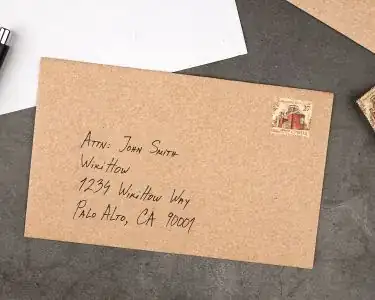 Attn: John Smith
WikiHow
1234 WikiHow Way
Palo Alto, CA 90001